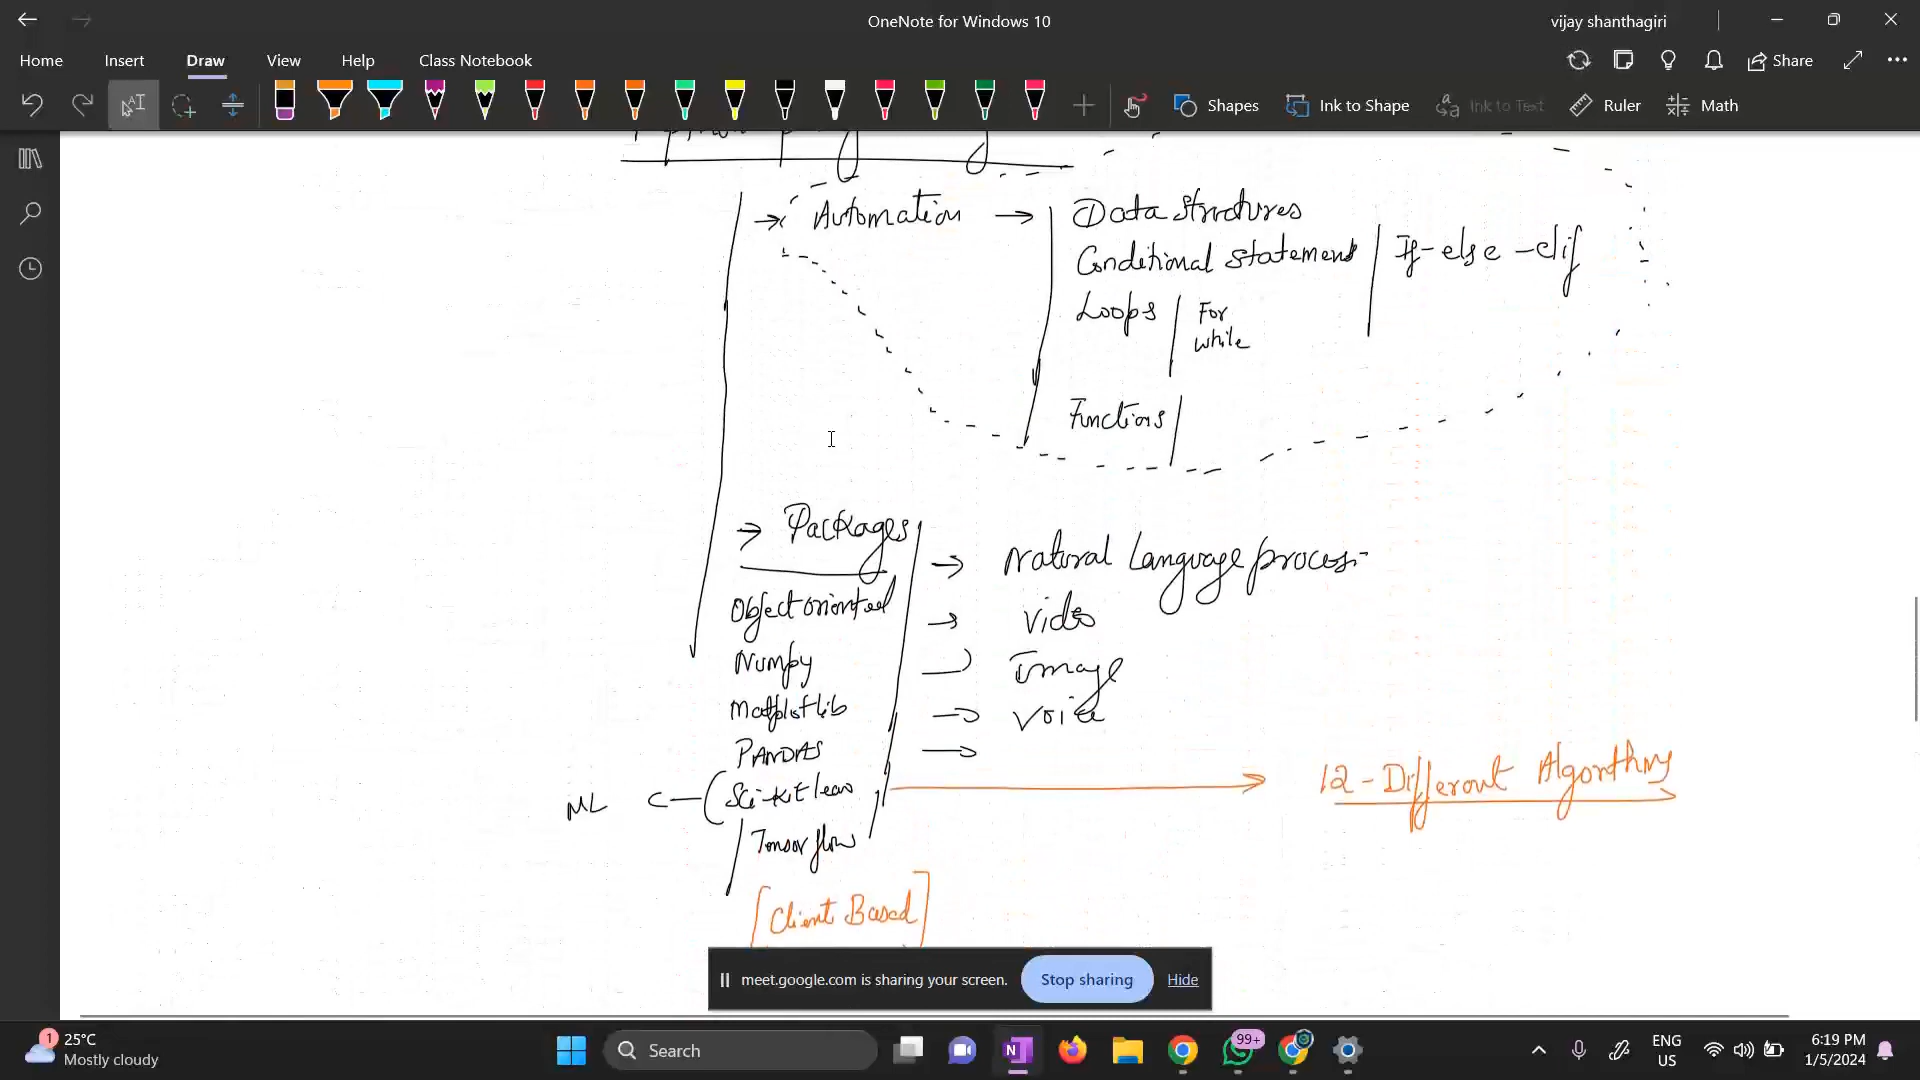 OneNote for Windows 10
vijay shanthagiri
Home Insert Draw View Help Class Notebook
Share
Shapes Ink to Shape Ink to Text Ruler Math
Automation
Data Structures
Conditional Statement
If-else-elif
Loops
For
while
Functions
Packages
Natural Language process
Object oriented
Video
Numpy
Image
Matplotlib
Voice
PANDAS
12-Different Algorithms
ML
Sci-kit learn
Tensorflow
[Client Based]
meet.google.com is sharing your screen.
Stop sharing
Hide
1
25°C
Mostly cloudy
Search
99+
ENG
US
6:19 PM
1/5/2024